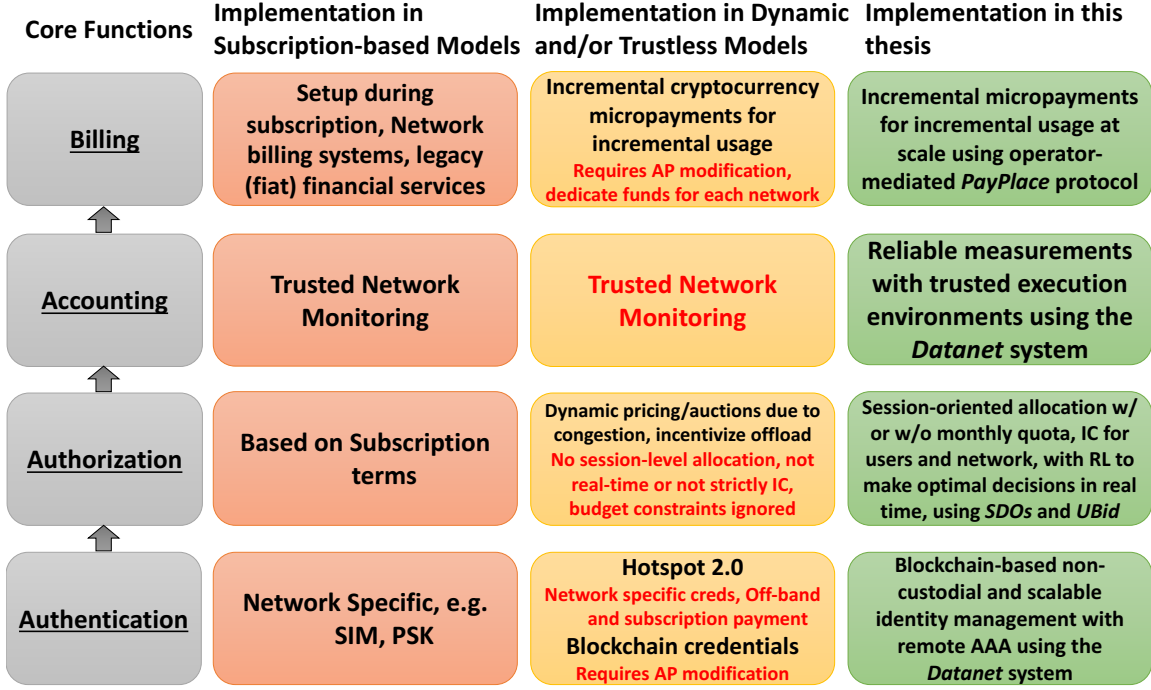 Core Functions
Implementation in
Subscription-based Models
Implementation in Dynamic
and/or Trustless Models
Implementation in this
thesis
Billing
Setup during
subscription, Network
billing systems, legacy
(fiat) financial services
Incremental cryptocurrency
micropayments for
incremental usage
Requires AP modification,
dedicate funds for each network
Incremental micropayments
for incremental usage at
scale using operator-
mediated PayPlace protocol
Accounting
Trusted Network
Monitoring
Trusted Network
Monitoring
Reliable measurements
with trusted execution
environments using the
Datanet system
Authorization
Based on Subscription
terms
Dynamic pricing/auctions due to
congestion, incentivize offload
No session-level allocation, not
real-time or not strictly IC,
budget constraints ignored
Session-oriented allocation w/
or w/o monthly quota, IC for
users and network, with RL to
make optimal decisions in real
time, using SDOs and UBid
Authentication
Network Specific, e.g.
SIM, PSK
Hotspot 2.0
Network specific creds, Off-band
and subscription payment
Blockchain credentials
Requires AP modification
Blockchain-based non-
custodial and scalable
identity management with
remote AAA using the
Datanet system